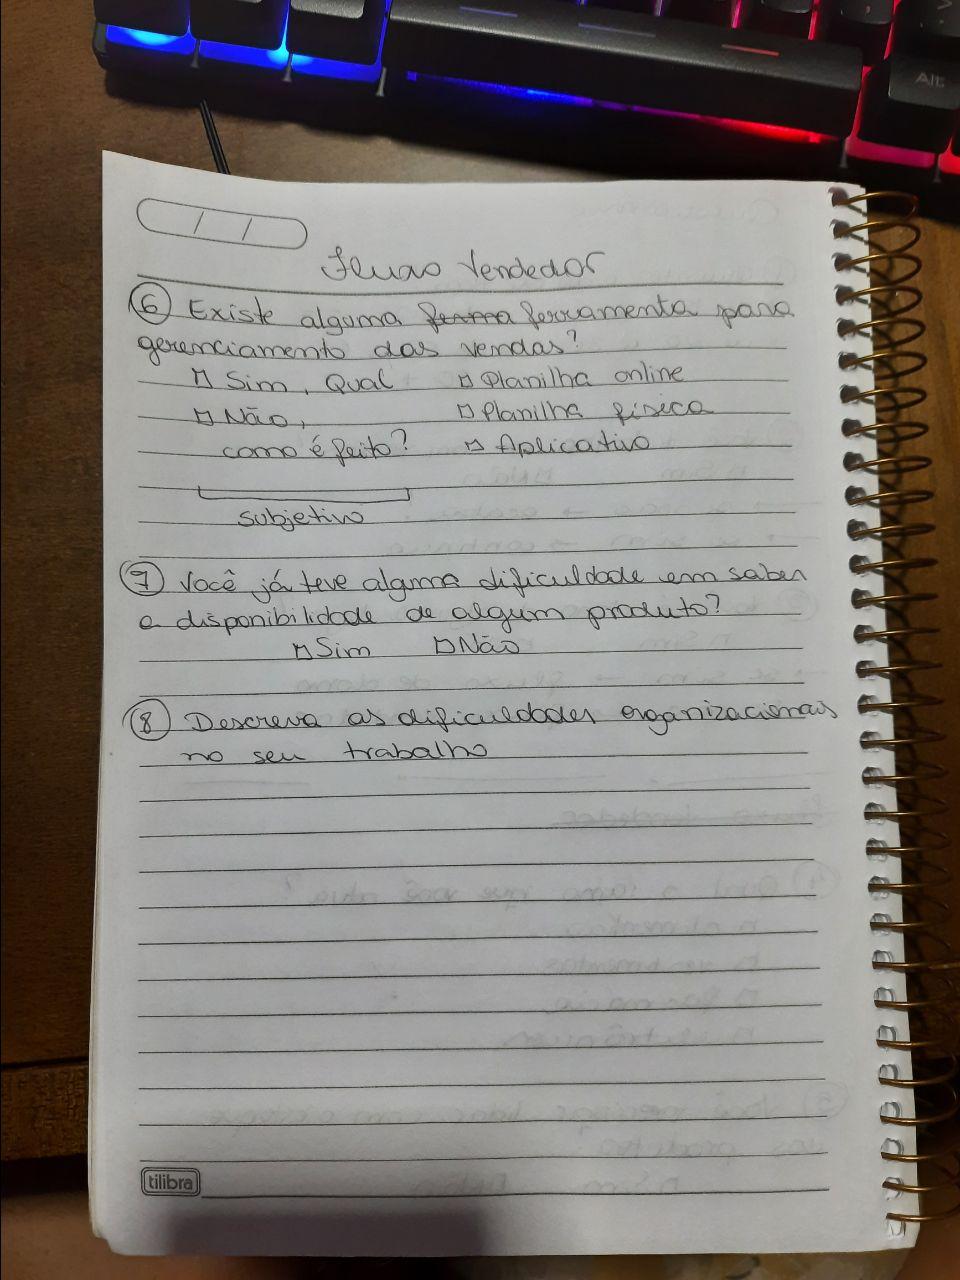 Alt
/ /
Fluxo Vendedor
6 Existe alguma forma ferramenta para
gerenciamento das vendas?
□ Sim, Qual □ Planilha online
□ Não, □ Planilha física
como é feito? □ Aplicativo
subjetivo
7 Você já teve alguma dificuldade em saber
a disponibilidade de algum produto?
□ Sim □ Não
8 Descreva as dificuldades organizacionais
no seu trabalho
tilibra